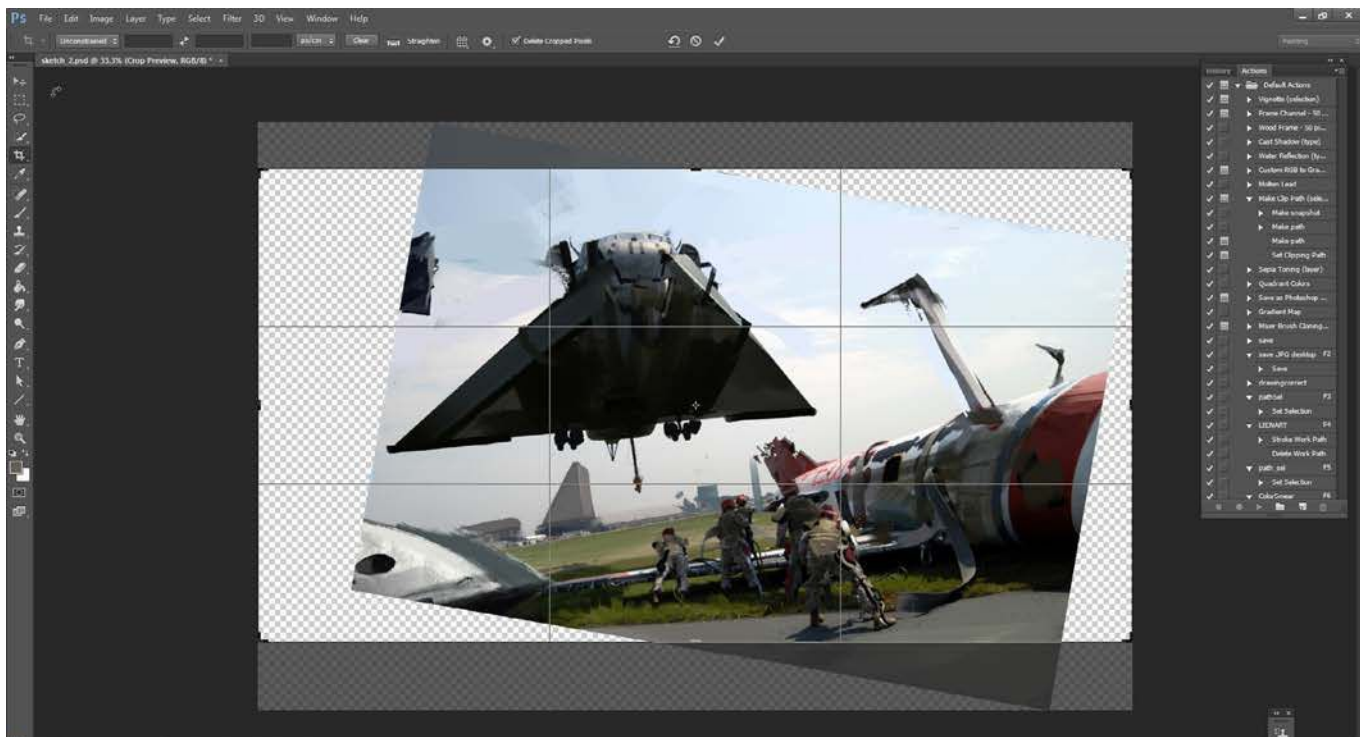 Ps File Edit Image Layer Type Select Filter 3D View Window Help
Unconstrained px/cm Clear Straighten Delete Cropped Pixels Painting
sketch_2.psd @ 33.3% (Crop Preview, RGB/8) * ×
History Actions
Default Actions
Vignette (selection)
Frame Channel - 50 ...
Wood Frame - 50 pi...
Cast Shadow (type)
Water Reflection (ty...
Custom RGB to Gra...
Molten Lead
Make Clip Path (sele...
Make snapshot
Make path
Make path
Set Clipping Path
Sepia Toning (layer)
Quadrant Colors
Save as Photoshop ...
Gradient Map
Mixer Brush Cloning...
save
save JPG desktop F2
Save
drawingcorrect
pathSel F3
Set Selection
F4
Stroke Work Path
Delete Work Path
path_sel F5
Set Selection
ColorSmear F6